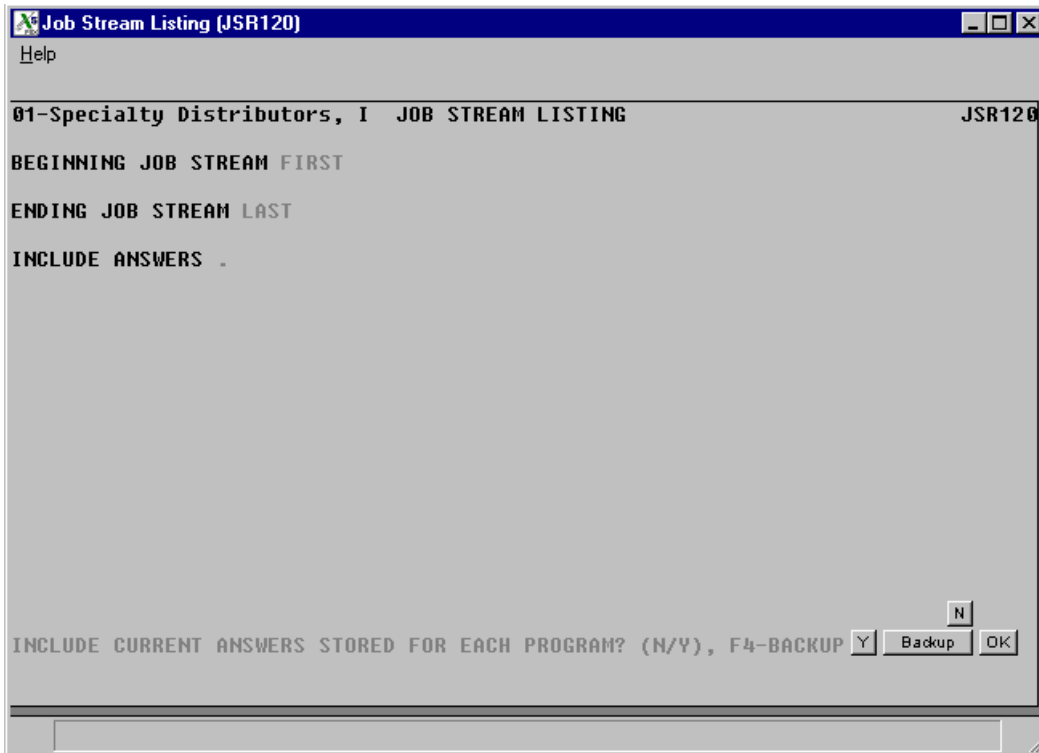 Job Stream Listing (JSR120)
Help
01-Specialty Distributors, I JOB STREAM LISTING JSR120
BEGINNING JOB STREAM FIRST
ENDING JOB STREAM LAST
INCLUDE ANSWERS .
N
INCLUDE CURRENT ANSWERS STORED FOR EACH PROGRAM? (N/Y), F4-BACKUP Y Backup OK